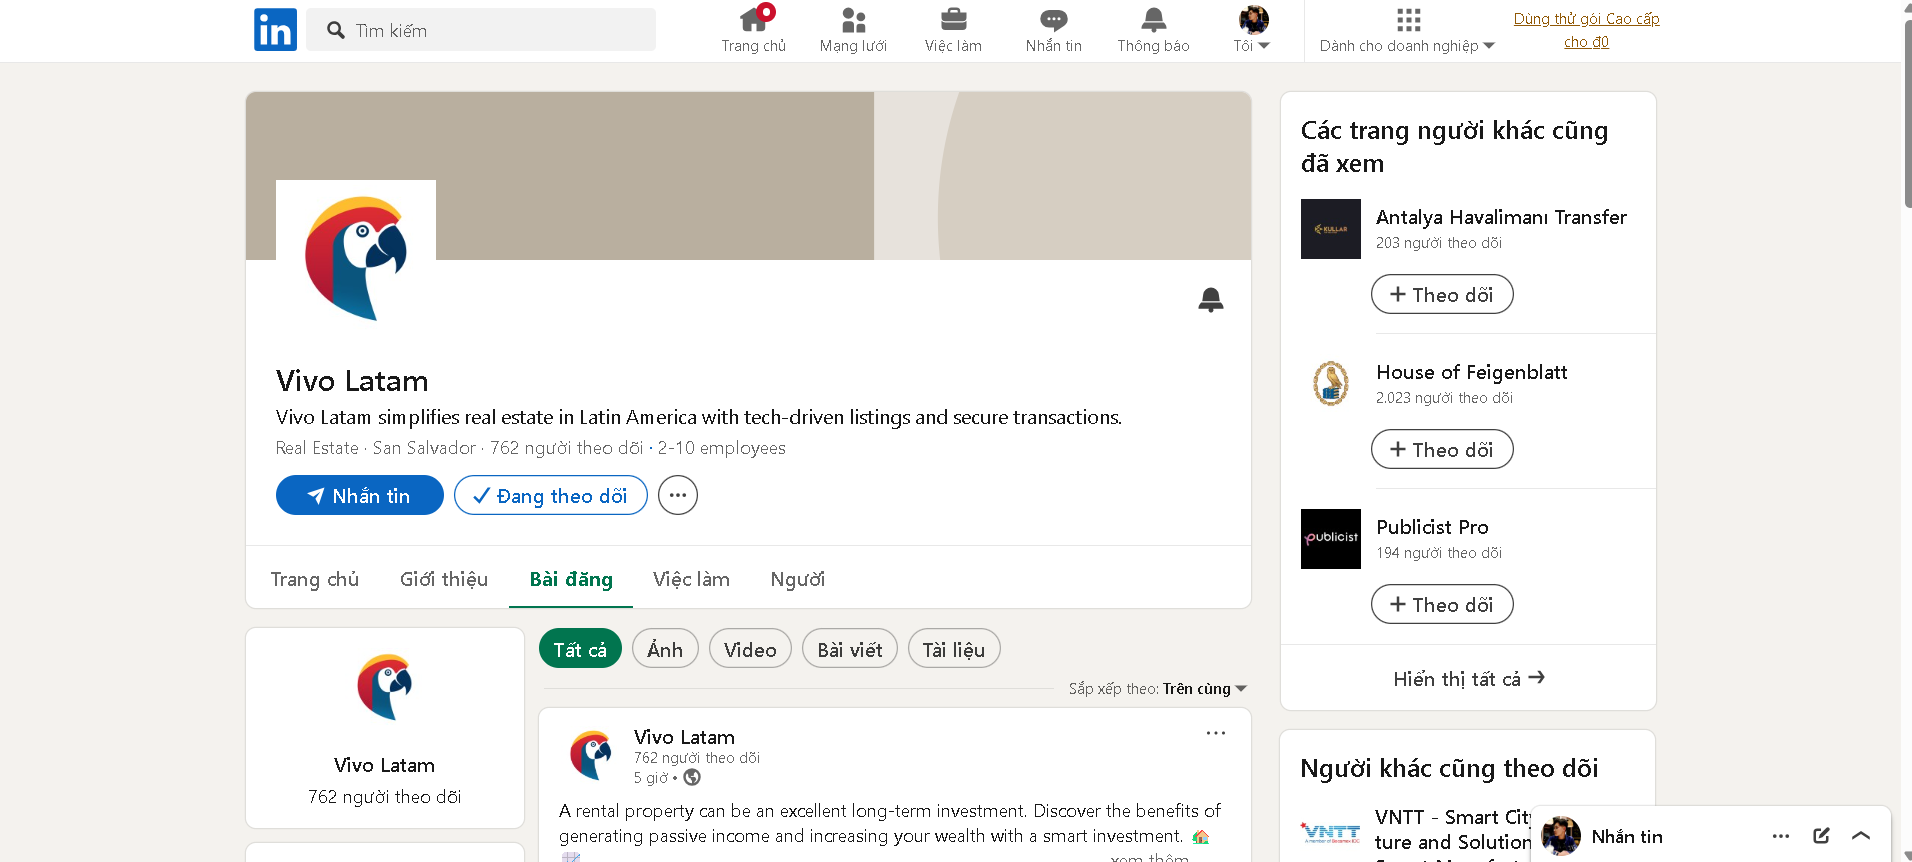 in
Tìm kiếm
Trang chủ
Mạng lưới
Việc làm
Nhắn tin
Thông báo
Tôi
Dành cho doanh nghiệp
Dùng thử gói Cao cấp
cho ₫0
Vivo Latam
Vivo Latam simplifies real estate in Latin America with tech-driven listings and secure transactions.
Real Estate · San Salvador · 762 người theo dõi · 2-10 employees
Nhắn tin
Đang theo dõi
Trang chủ
Giới thiệu
Bài đăng
Việc làm
Người
Vivo Latam
762 người theo dõi
Tất cả
Ảnh
Video
Bài viết
Tài liệu
Sắp xếp theo: Trên cùng
Vivo Latam
762 người theo dõi
5 giờ •
A rental property can be an excellent long-term investment. Discover the benefits of
generating passive income and increasing your wealth with a smart investment.
...xem thêm
Các trang người khác cũng
đã xem
KULLAR
Antalya Havalimanı Transfer
203 người theo dõi
+ Theo dõi
House of Feigenblatt
2.023 người theo dõi
+ Theo dõi
publicist
Publicist Pro
194 người theo dõi
+ Theo dõi
Hiển thị tất cả →
Người khác cũng theo dõi
VNTT
VNTT - Smart City
ture and Solution
Nhắn tin